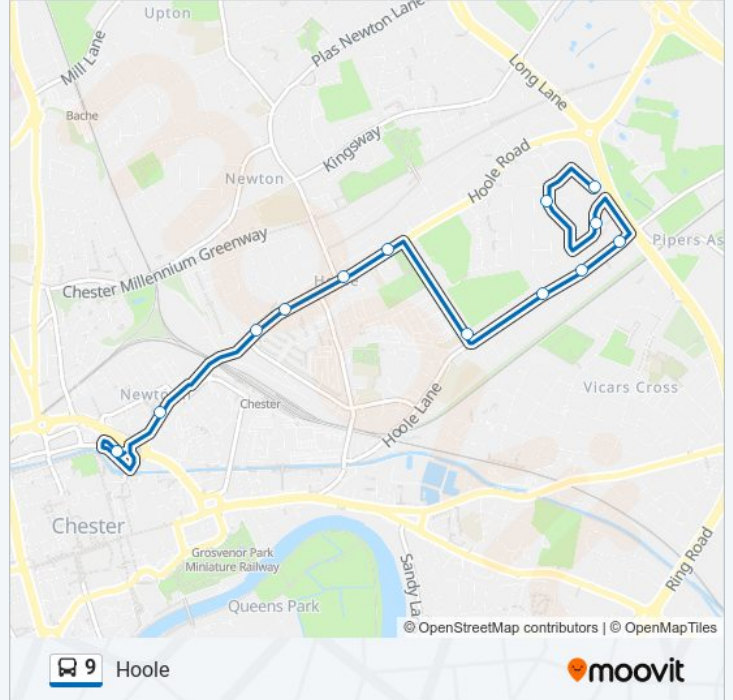 Upton
Plas Newton Lane
Mill Lane
Long Lane
Bache
Kingsway
Hoole Road
Newton
Pipers As
Chester Millennium Greenway
Vicars Cross
Chester
Hoole Lane
Chester
Grosvenor Park
Miniature Railway
Sandy La
Ring Road
Queens Park
© OpenStreetMap contributors | © OpenMapTiles
9 Hoole
moovit